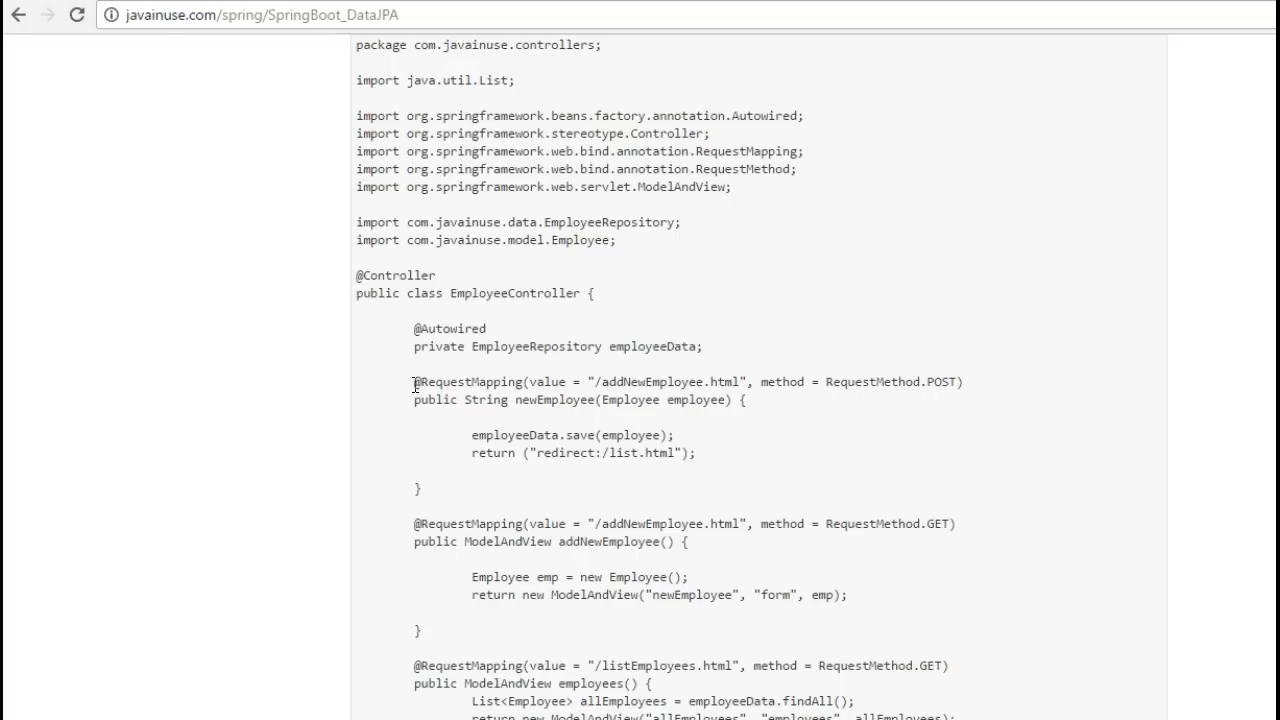 javainuse.com/spring/SpringBoot_DataJPA
package com.javainuse.controllers;
import java.util.List;
import org.springframework.beans.factory.annotation.Autowired;
import org.springframework.stereotype.Controller;
import org.springframework.web.bind.annotation.RequestMapping;
import org.springframework.web.bind.annotation.RequestMethod;
import org.springframework.web.servlet.ModelAndView;
import com.javainuse.data.EmployeeRepository;
import com.javainuse.model.Employee;
@Controller
public class EmployeeController {
@Autowired
private EmployeeRepository employeeData;
@RequestMapping(value = "/addNewEmployee.html", method = RequestMethod.POST)
public String newEmployee(Employee employee) {
employeeData.save(employee);
return ("redirect:/list.html");
}
@RequestMapping(value = "/addNewEmployee.html", method = RequestMethod.GET)
public ModelAndView addNewEmployee() {
Employee emp = new Employee();
return new ModelAndView("newEmployee", "form", emp);
}
@RequestMapping(value = "/listEmployees.html", method = RequestMethod.GET)
public ModelAndView employees() {
List<Employee> allEmployees = employeeData.findAll();
return new ModelAndView("allEmployees", "employees", allEmployees);